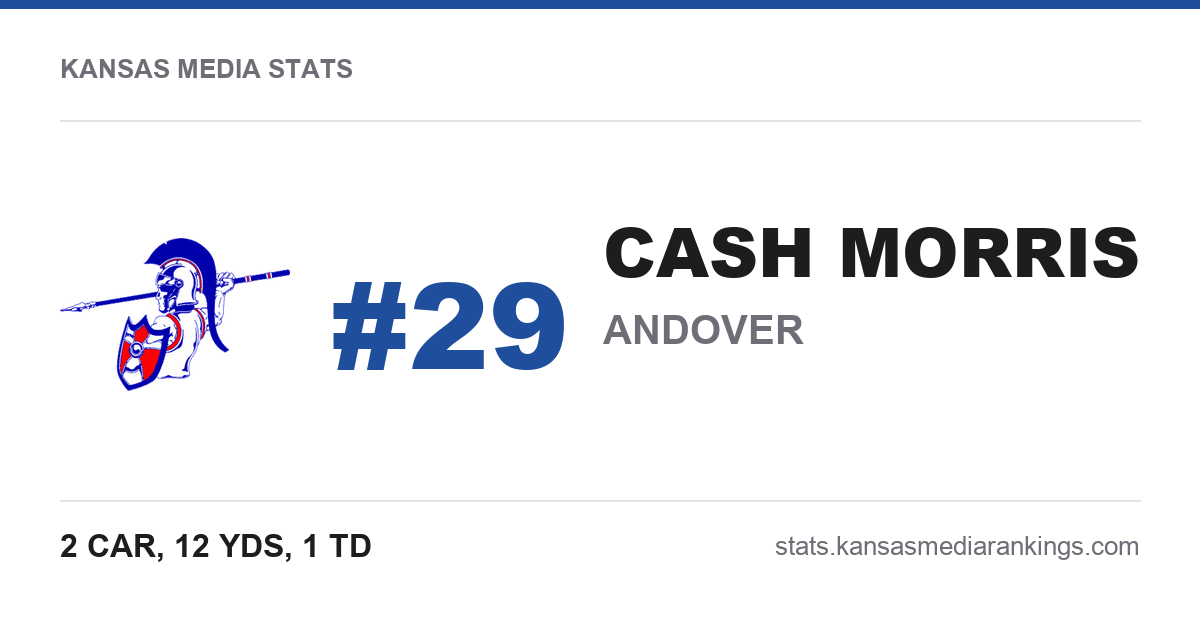 KANSAS MEDIA STATS
#29
CASH MORRIS
ANDOVER
2 CAR, 12 YDS, 1 TD
stats.kansasmediarankings.com